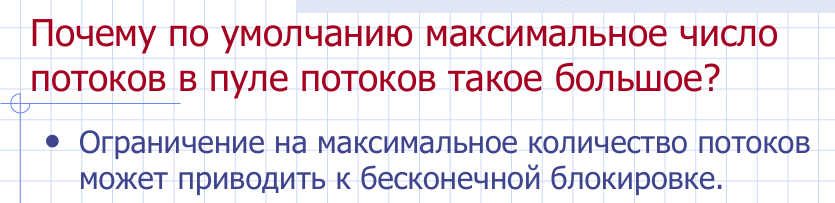 Почему по умолчанию максимальное число
потоков в пуле потоков такое большое?
• Ограничение на максимальное количество потоков
может приводить к бесконечной блокировке.